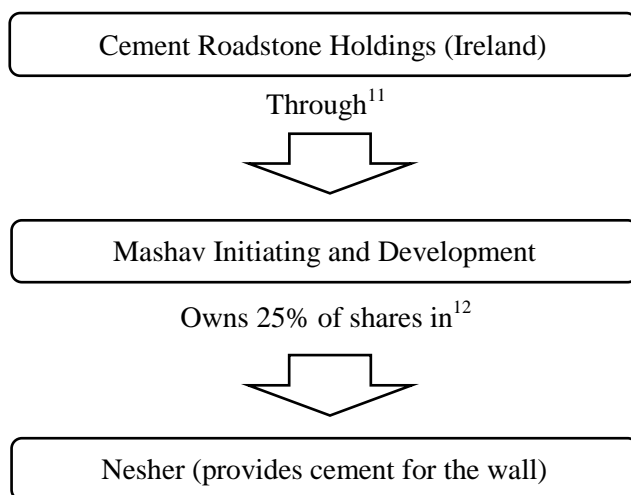 Cement Roadstone Holdings (Ireland)
Through11
Mashav Initiating and Development
Owns 25% of shares in12
Nesher (provides cement for the wall)